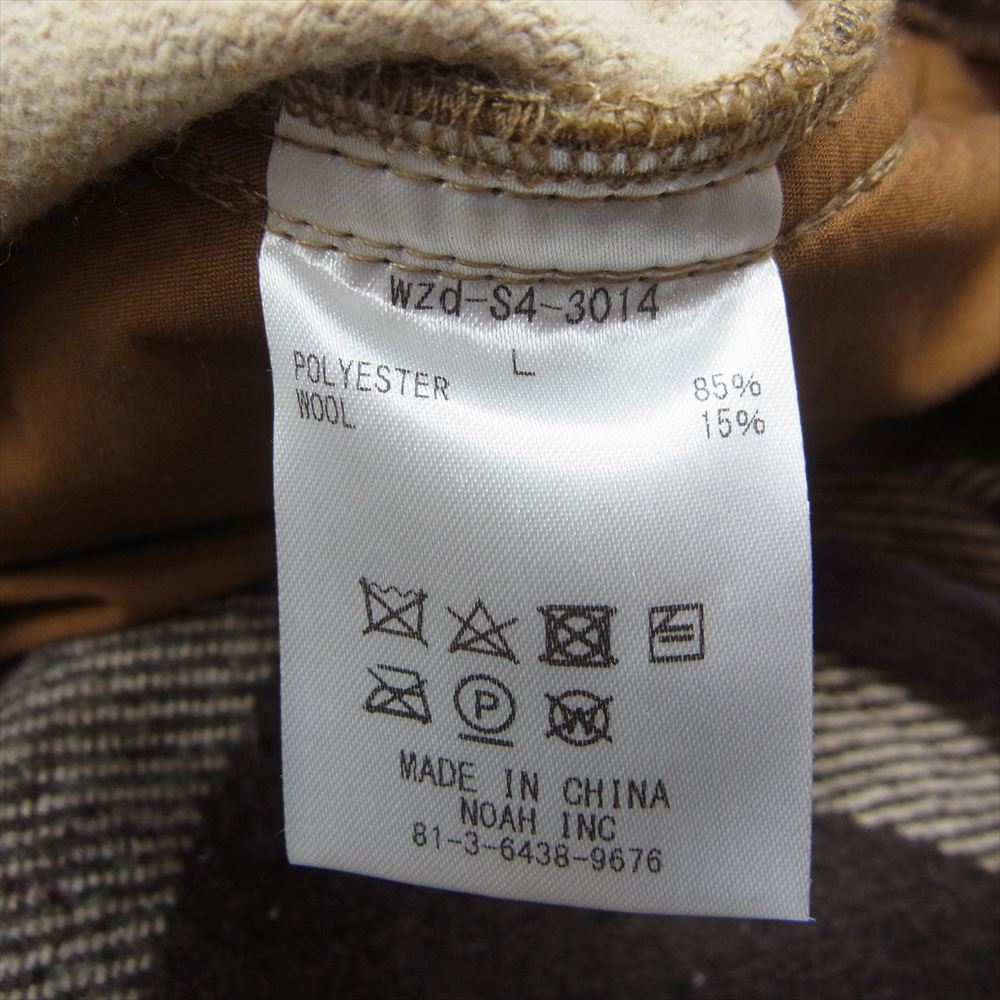 wzd-S4-3014
L
POLYESTER 85%
WOOL 15%
P
W
MADE IN CHINA
NOAH INC
81-3-6438-9676